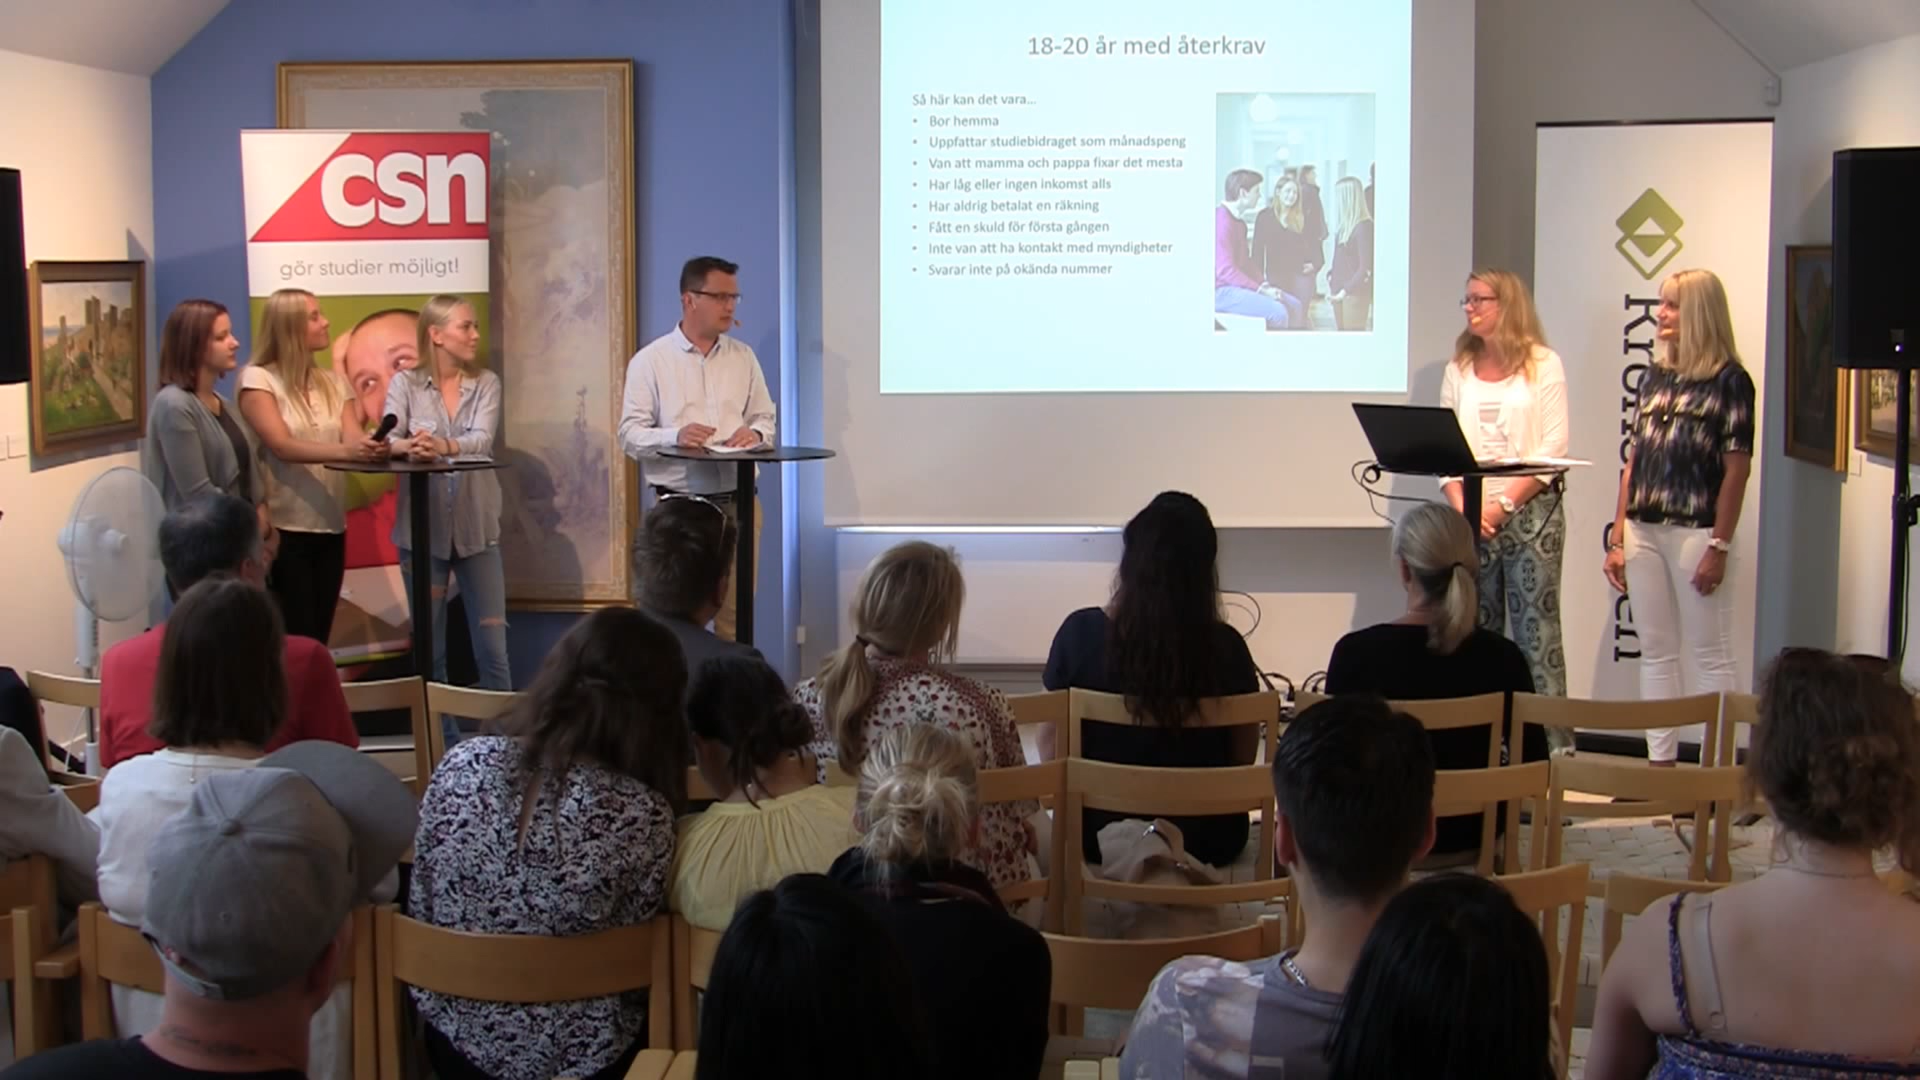 18-20 år med återkrav
Så här kan det vara...
• Bor hemma
• Uppfattar studiebidraget som månadspeng
• Van att mamma och pappa fixar det mesta
• Har låg eller ingen inkomst alls
• Har aldrig betalat en räkning
• Fått en skuld för första gången
• Inte van att ha kontakt med myndigheter
• Svarar inte på okända nummer
csn
gör studier möjligt!